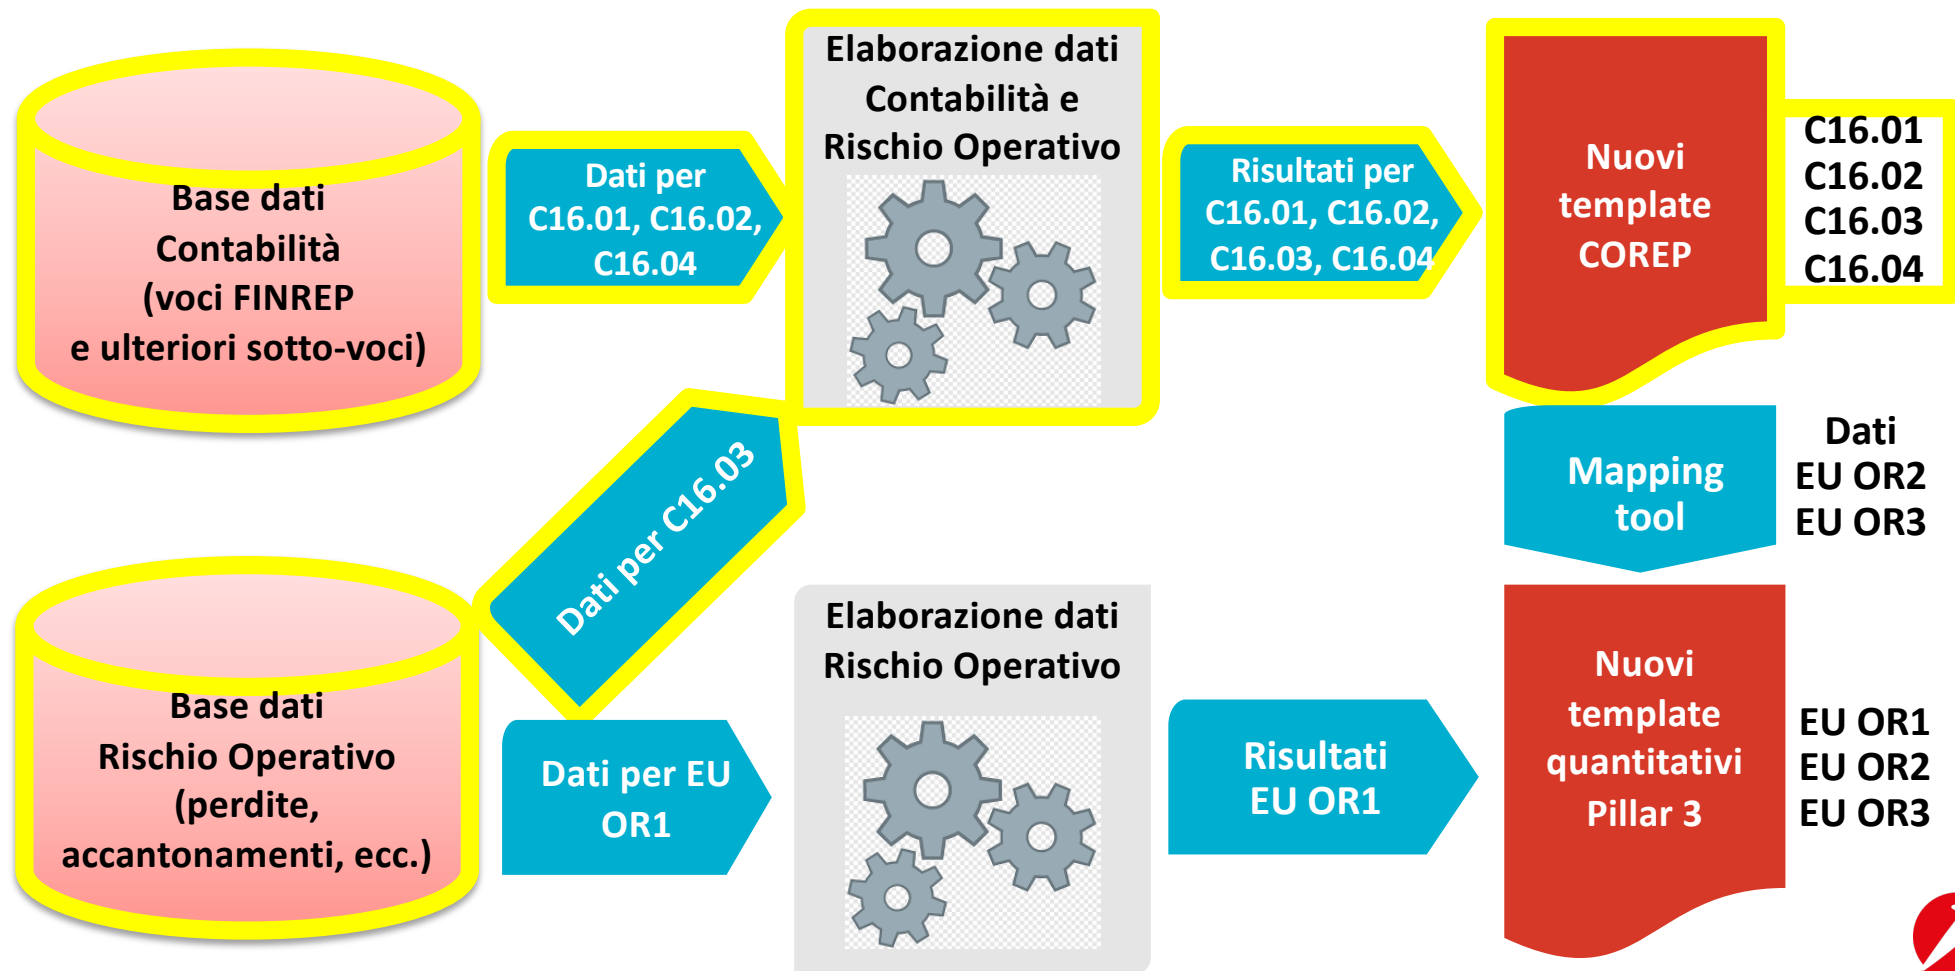 Base dati
Contabilità
(voci FINREP
e ulteriori sotto-voci)
Dati per
C16.01, C16.02,
C16.04
Elaborazione dati
Contabilità e
Rischio Operativo
Risultati per
C16.01, C16.02,
C16.03, C16.04
Nuovi
template
COREP
C16.01
C16.02
C16.03
C16.04
Dati per C16.03
Mapping
tool
Dati
EU OR2
EU OR3
Base dati
Rischio Operativo
(perdite,
accantonamenti, ecc.)
Dati per EU
OR1
Elaborazione dati
Rischio Operativo
Risultati
EU OR1
Nuovi
template
quantitativi
Pillar 3
EU OR1
EU OR2
EU OR3